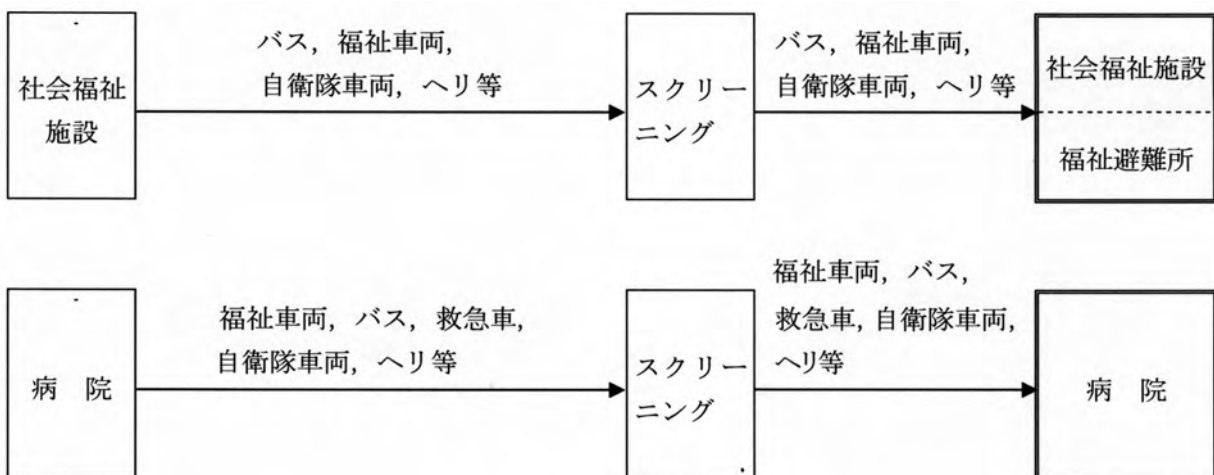 社会福祉
施設
バス，福祉車両，
自衛隊車両，ヘリ等
スクリー
ニング
バス，福祉車両，
自衛隊車両，ヘリ等
社会福祉施設
福祉避難所
病　院
福祉車両，バス，救急車，
自衛隊車両，ヘリ等
スクリー
ニング
福祉車両，バス，
救急車，自衛隊車両，
ヘリ等
病　院